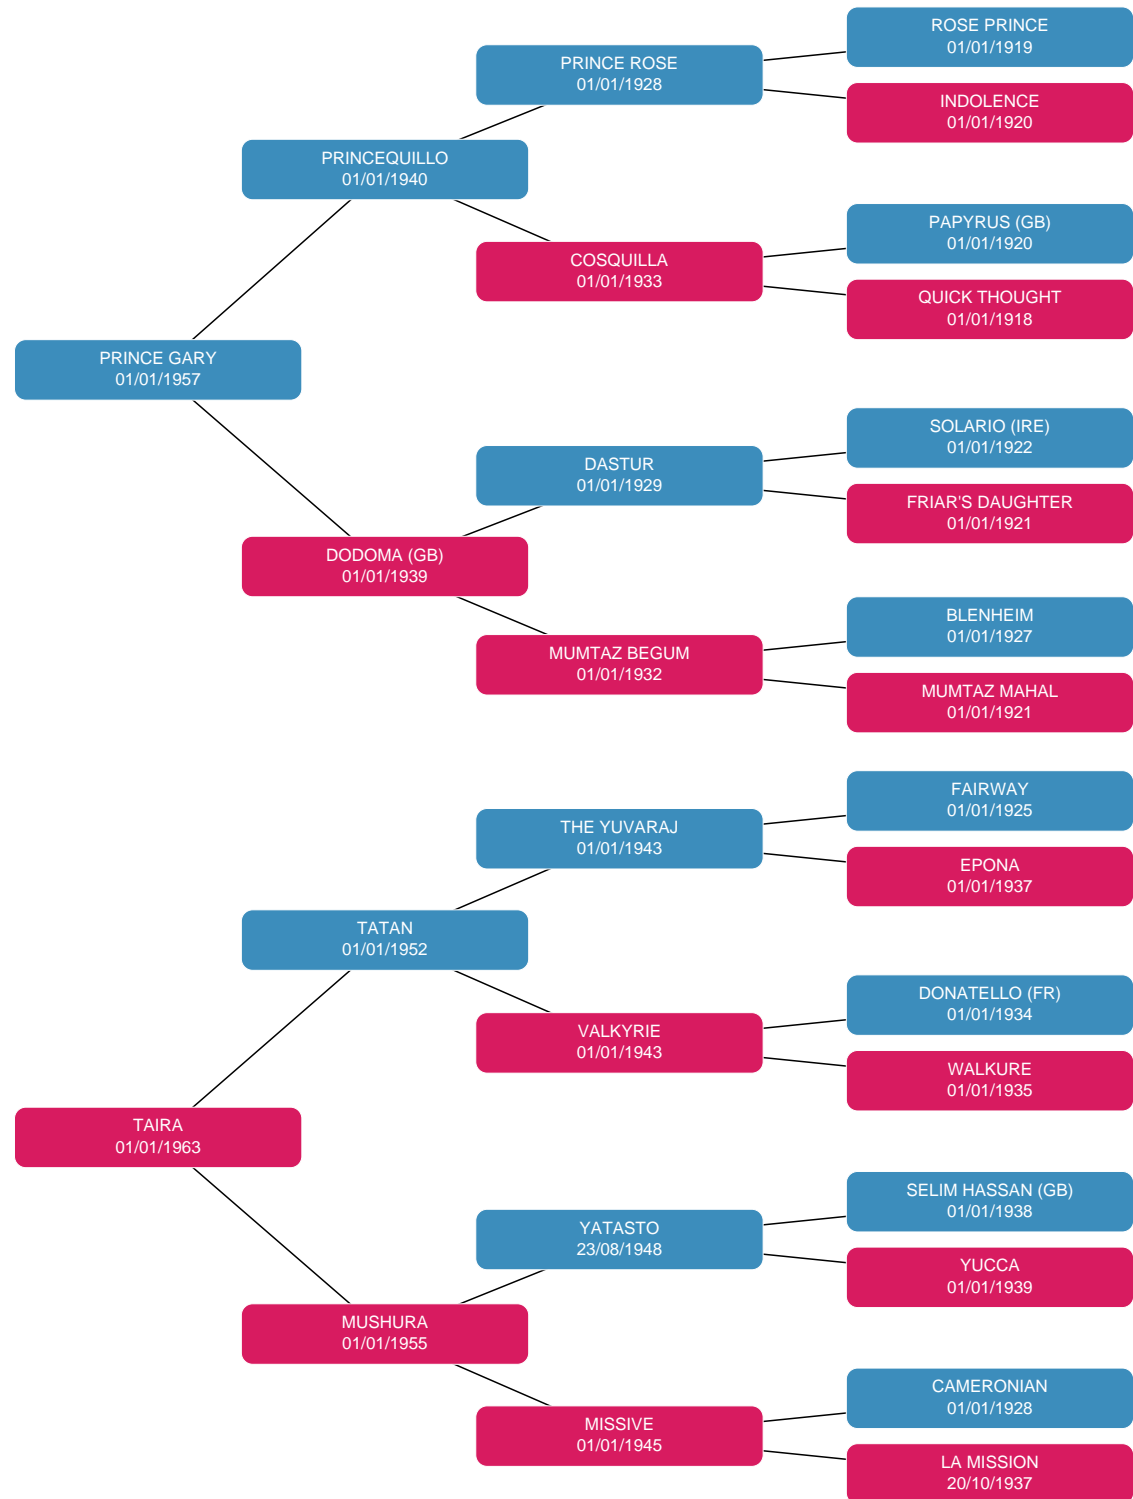 ROSE PRINCE
01/01/1919
PRINCE ROSE
01/01/1928
INDOLENCE
01/01/1920
PRINCEQUILLO
01/01/1940
PAPYRUS (GB)
01/01/1920
COSQUILLA
01/01/1933
QUICK THOUGHT
01/01/1918
PRINCE GARY
01/01/1957
SOLARIO (IRE)
01/01/1922
DASTUR
01/01/1929
FRIAR'S DAUGHTER
01/01/1921
DODOMA (GB)
01/01/1939
BLENHEIM
01/01/1927
MUMTAZ BEGUM
01/01/1932
MUMTAZ MAHAL
01/01/1921
FAIRWAY
01/01/1925
THE YUVARAJ
01/01/1943
EPONA
01/01/1937
TATAN
01/01/1952
DONATELLO (FR)
01/01/1934
VALKYRIE
01/01/1943
WALKURE
01/01/1935
TAIRA
01/01/1963
SELIM HASSAN (GB)
01/01/1938
YATASTO
23/08/1948
YUCCA
01/01/1939
MUSHURA
01/01/1955
CAMERONIAN
01/01/1928
MISSIVE
01/01/1945
LA MISSION
20/10/1937